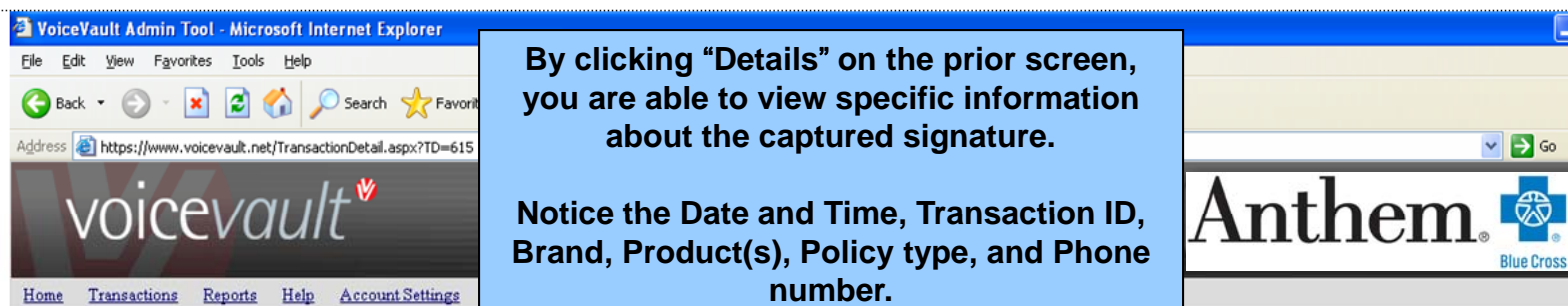 VoiceVault Admin Tool - Microsoft Internet Explorer
File Edit View Favorites Tools Help
Back Search Favorit
Address https://www.voicevault.net/TransactionDetail.aspx?TD=615
Go
voicevault
Home Transactions Reports Help Account Settings
By clicking “Details” on the prior screen,
you are able to view specific information
about the captured signature.
Notice the Date and Time, Transaction ID,
Brand, Product(s), Policy type, and Phone
number.
Anthem®
Blue Cross